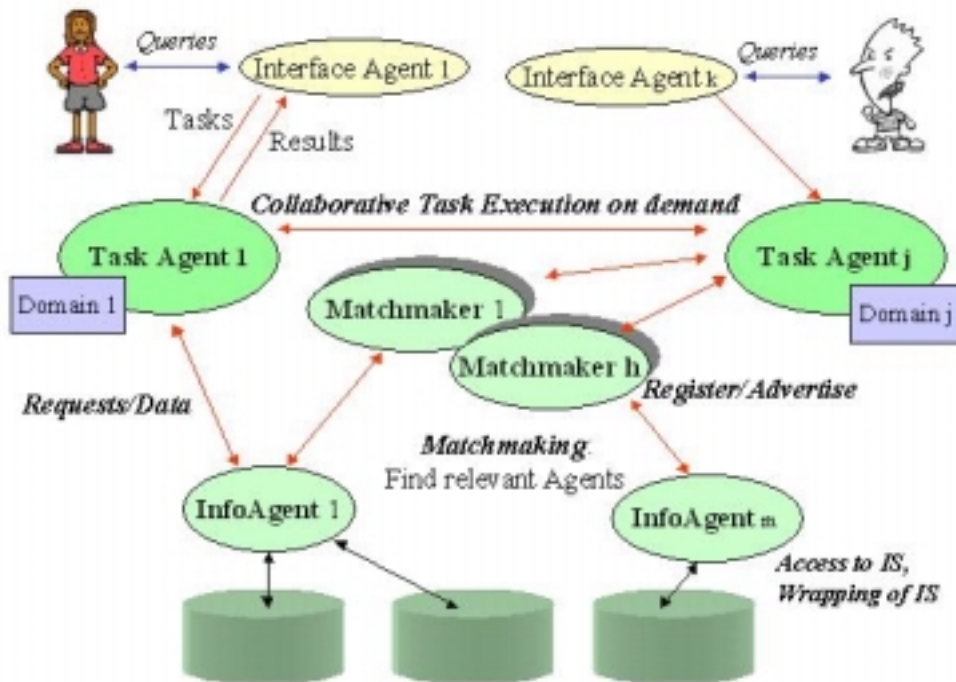 Queries
Interface Agent 1
Interface Agent k
Queries
Tasks
Results
Collaborative Task Execution on demand
Task Agent 1
Task Agent j
Domain 1
Matchmaker 1
Domain j
Matchmaker h
Requests/Data
Register/Advertise
Matchmaking:
Find relevant Agents
InfoAgent 1
InfoAgent m
Access to IS,
Wrapping of IS